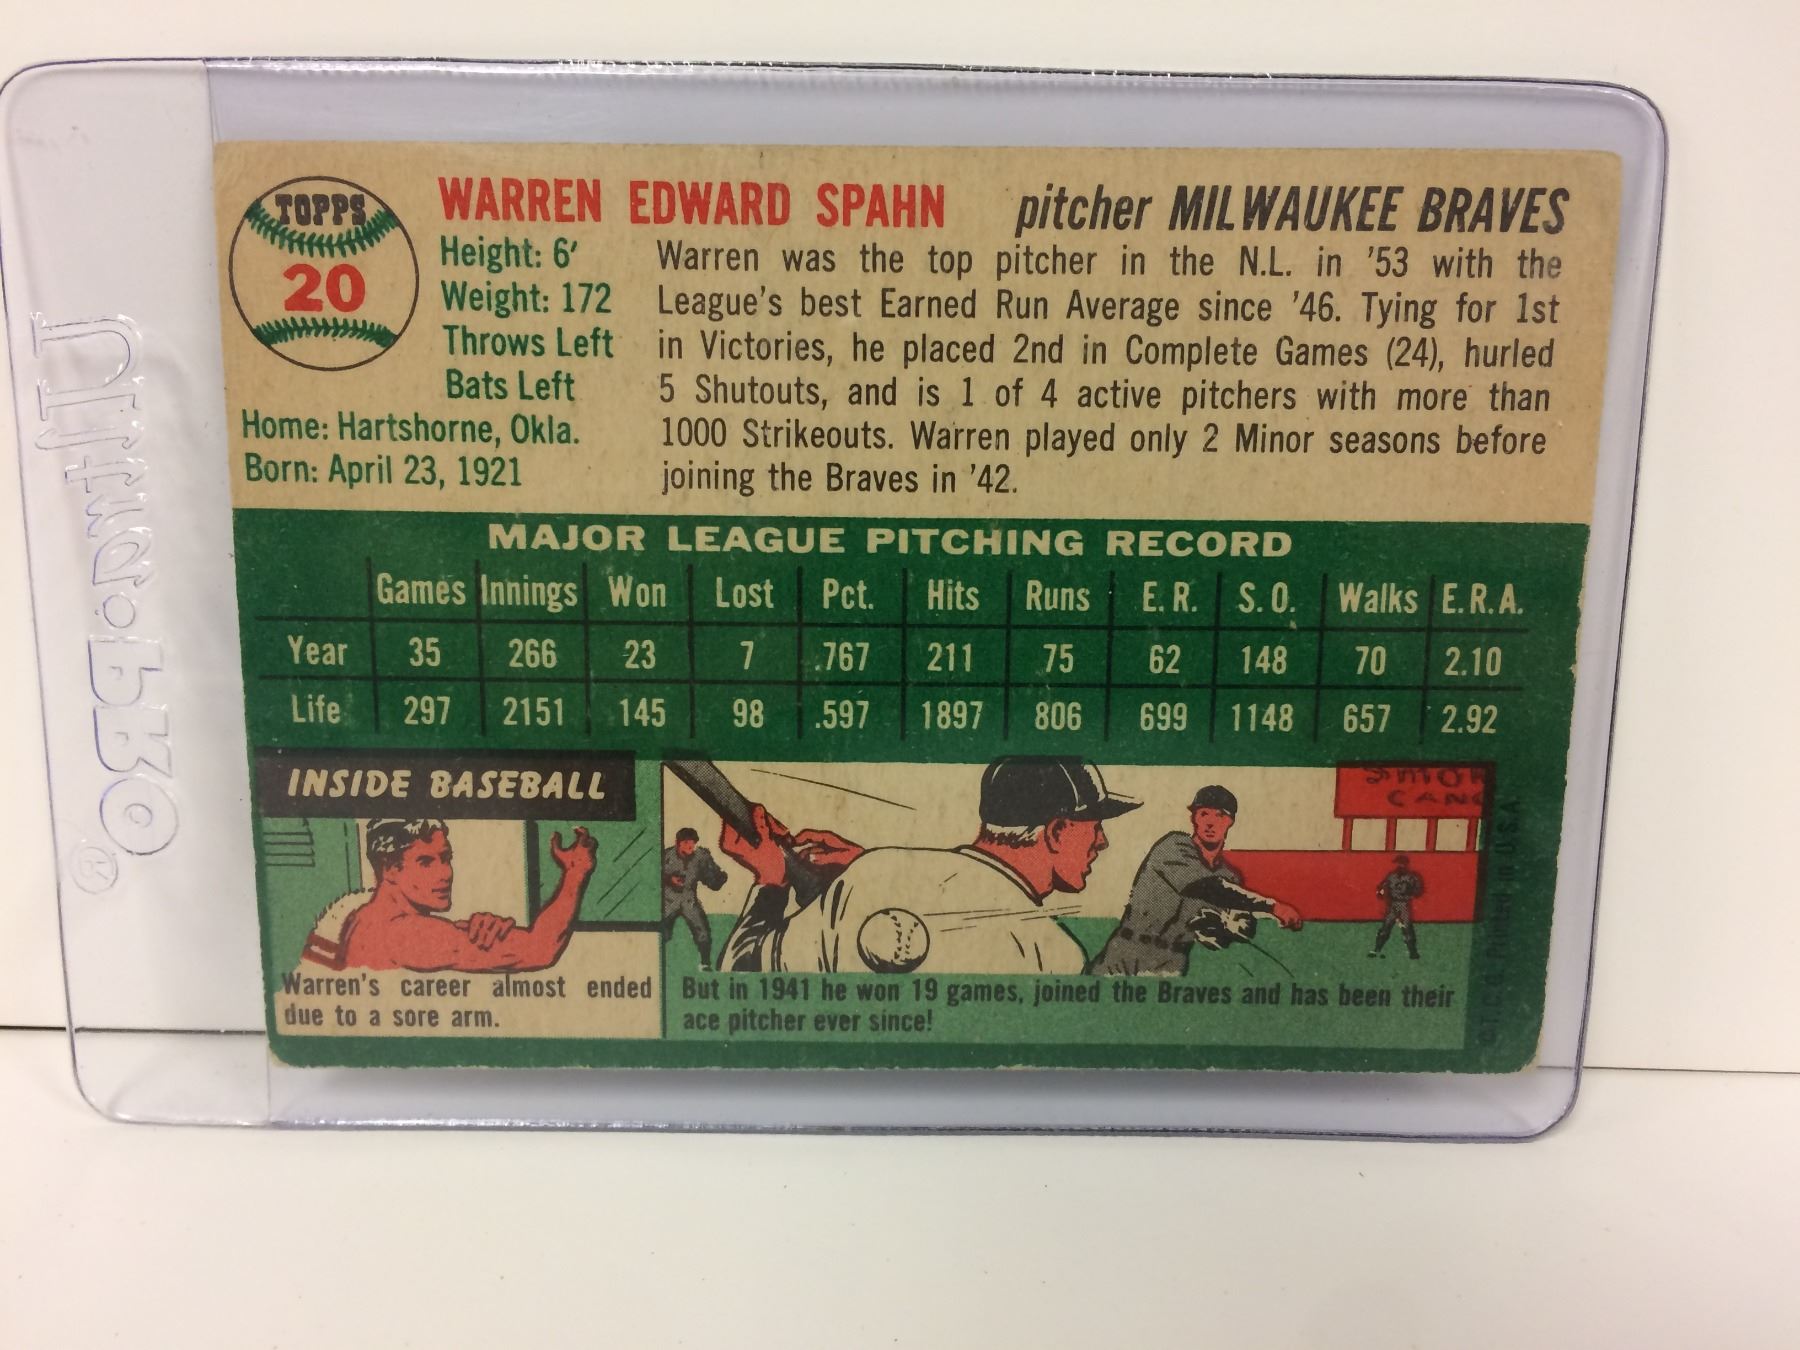 TOPPS
20
WARREN EDWARD SPAHN pitcher MILWAUKEE BRAVES
Height: 6'
Weight: 172
Throws Left
Bats Left
Home: Hartshorne, Okla.
Born: April 23, 1921
Warren was the top pitcher in the N.L. in '53 with the
League's best Earned Run Average since '46. Tying for 1st
in Victories, he placed 2nd in Complete Games (24), hurled
5 Shutouts, and is 1 of 4 active pitchers with more than
1000 Strikeouts. Warren played only 2 Minor seasons before
joining the Braves in '42.
MAJOR LEAGUE PITCHING RECORD
Games Innings Won Lost Pct. Hits Runs E. R. S. O. Walks E.R.A.
Year 35 266 23 7 .767 211 75 62 148 70 2.10
Life 297 2151 145 98 .597 1897 806 699 1148 657 2.92
INSIDE BASEBALL
Warren's career almost ended
due to a sore arm.
But in 1941 he won 19 games, joined the Braves and has been their
ace pitcher ever since!
CANC
©T.C.G. Printed in U.S.A.
Ultra·PRO®